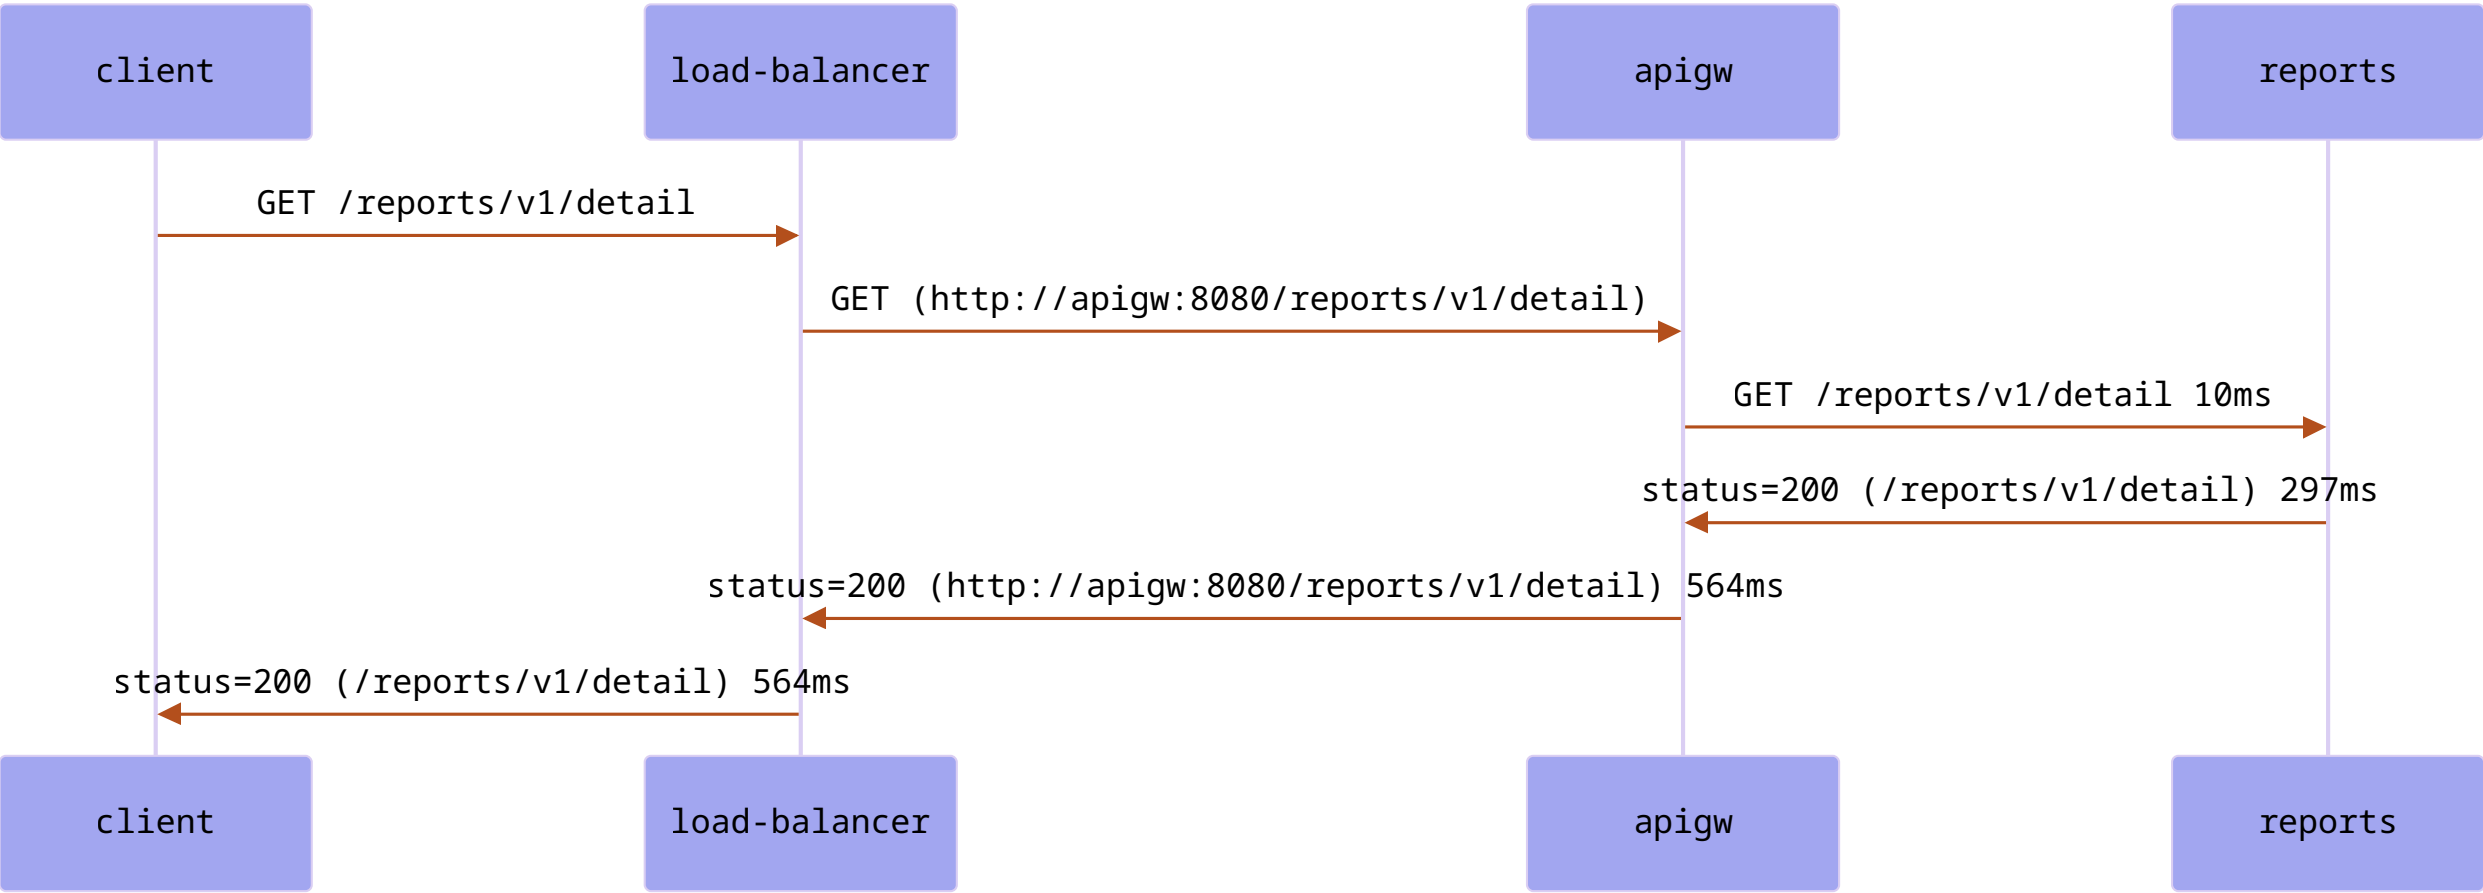 client
load-balancer
apigw
reports
GET /reports/v1/detail
GET (http://apigw:8080/reports/v1/detail)
GET /reports/v1/detail 10ms
status=200 (/reports/v1/detail) 297ms
status=200 (http://apigw:8080/reports/v1/detail) 564ms
status=200 (/reports/v1/detail) 564ms
client
load-balancer
apigw
reports